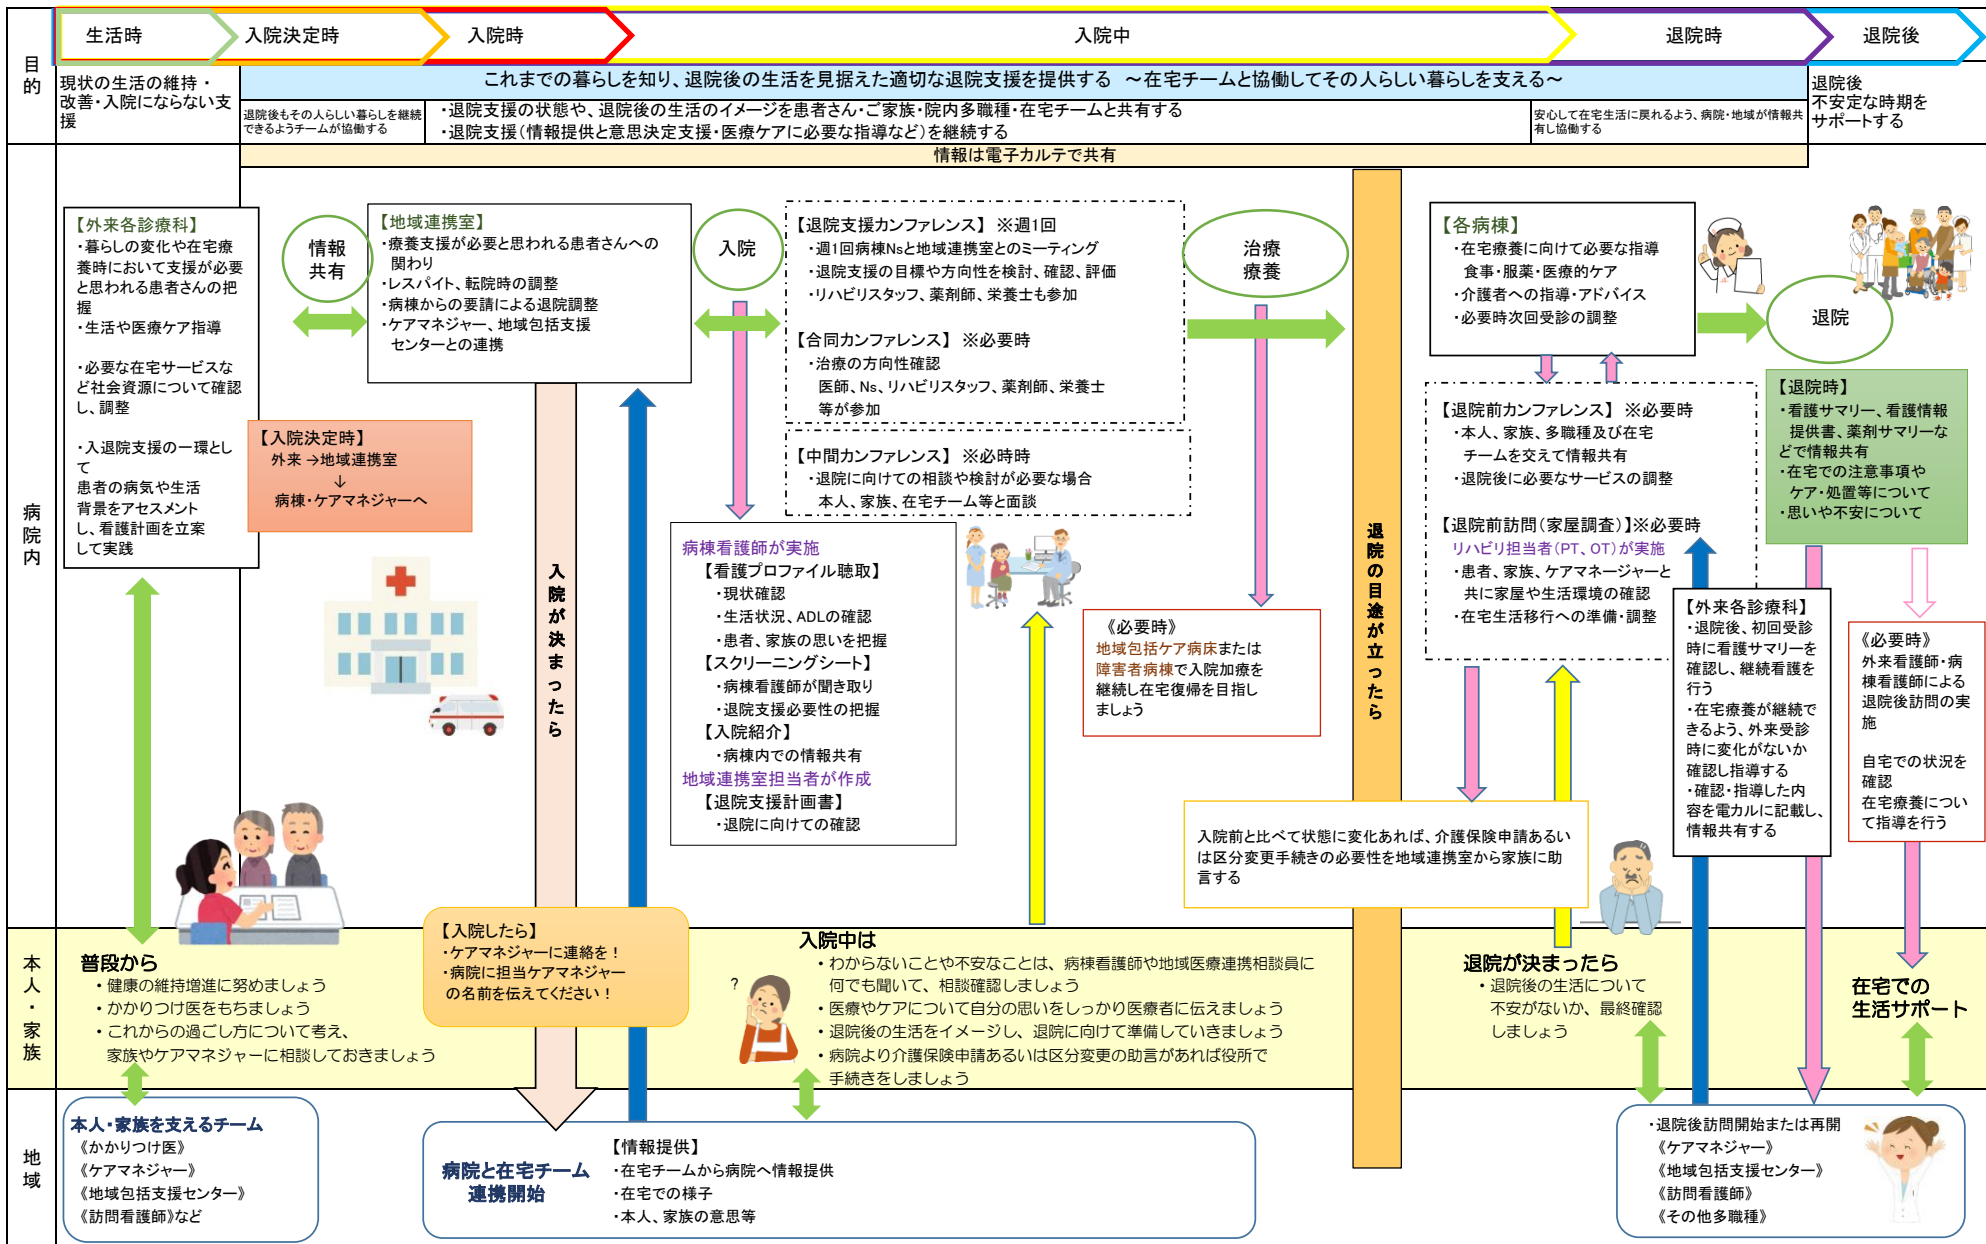 生活時
入院決定時
入院時
入院中
退院時
退院後
目的
現状の生活の維持・
改善・入院にならない支
援
これまでの暮らしを知り、退院後の生活を見据えた適切な退院支援を提供する　～在宅チームと協働してその人らしい暮らしを支える～
退院後もその人らしい暮らしを継続
できるようチームが協働する
・退院支援の状態や、退院後の生活のイメージを患者さん・ご家族・院内多職種・在宅チームと共有する
・退院支援（情報提供と意思決定支援・医療ケアに必要な指導など）を継続する
安心して在宅生活に戻れるよう、病院・地域が情報共
有し協働する
退院後
不安定な時期を
サポートする
情報は電子カルテで共有
病院内
【外来各診療科】
・暮らしの変化や在宅療
養時において支援が必要
と思われる患者さんの把
握
・生活や医療ケア指導
・必要な在宅サービスな
ど社会資源について確認
し、調整
・入退院支援の一環とし
て
患者の病気や生活
背景をアセスメント
し、看護計画を立案
して実践
情報
共有
【地域連携室】
・療養支援が必要と思われる患者さんへの
関わり
・レスパイト、転院時の調整
・病棟からの要請による退院調整
・ケアマネジャー、地域包括支援
センターとの連携
【入院決定時】
外来 →地域連携室
↓
病棟・ケアマネジャーへ
入院が決まったら
入院
【退院支援カンファレンス】 ※週1回
・週1回病棟Nsと地域連携室とのミーティング
・退院支援の目標や方向性を検討、確認、評価
・リハビリスタッフ、薬剤師、栄養士も参加
【合同カンファレンス】 ※必要時
・治療の方向性確認
医師、Ns、リハビリスタッフ、薬剤師、栄養士
等が参加
【中間カンファレンス】 ※必時時
・退院に向けての相談や検討が必要な場合
本人、家族、在宅チーム等と面談
病棟看護師が実施
【看護プロファイル聴取】
・現状確認
・生活状況、ADLの確認
・患者、家族の思いを把握
【スクリーニングシート】
・病棟看護師が聞き取り
・退院支援必要性の把握
【入院紹介】
・病棟内での情報共有
地域連携室担当者が作成
【退院支援計画書】
・退院に向けての確認
治療
療養
《必要時》
地域包括ケア病床または
障害者病棟で入院加療を
継続し在宅復帰を目指し
ましょう
退院の目途が立ったら
入院前と比べて状態に変化あれば、介護保険申請あるい
は区分変更手続きの必要性を地域連携室から家族に助
言する
【各病棟】
・在宅療養に向けて必要な指導
食事・服薬・医療的ケア
・介護者への指導・アドバイス
・必要時次回受診の調整
【退院前カンファレンス】 ※必要時
・本人、家族、多職種及び在宅
チームを交えて情報共有
・退院後に必要なサービスの調整
【退院前訪問（家屋調査）】※必要時
リハビリ担当者（PT、OT）が実施
・患者、家族、ケアマネージャーと
共に家屋や生活環境の確認
・在宅生活移行への準備・調整
退院
【退院時】
・看護サマリー、看護情報
提供書、薬剤サマリーな
どで情報共有
・在宅での注意事項や
ケア・処置等について
・思いや不安について
【外来各診療科】
・退院後、初回受診
時に看護サマリーを
確認し、継続看護を
行う
・在宅療養が継続で
きるよう、外来受診
時に変化がないか
確認し指導する
・確認・指導した内
容を電カルに記載し、
情報共有する
《必要時》
外来看護師・病
棟看護師による
退院後訪問の実
施
自宅での状況を
確認
在宅療養につい
て指導を行う
本人・家族
普段から
・健康の維持増進に努めましょう
・かかりつけ医をもちましょう
・これからの過ごし方について考え、
家族やケアマネジャーに相談しておきましょう
【入院したら】
・ケアマネジャーに連絡を！
・病院に担当ケアマネジャー
の名前を伝えてください！
?
入院中は
・わからないことや不安なことは、病棟看護師や地域医療連携相談員に
何でも聞いて、相談確認しましょう
・医療やケアについて自分の思いをしっかり医療者に伝えましょう
・退院後の生活をイメージし、退院に向けて準備していきましょう
・病院より介護保険申請あるいは区分変更の助言があれば役所で
手続きをしましょう
退院が決まったら
・退院後の生活について
不安がないか、最終確認
しましょう
在宅での
生活サポート
地域
本人・家族を支えるチーム
《かかりつけ医》
《ケアマネジャー》
《地域包括支援センター》
《訪問看護師》など
病院と在宅チーム
連携開始
【情報提供】
・在宅チームから病院へ情報提供
・在宅での様子
・本人、家族の意思等
・退院後訪問開始または再開
《ケアマネジャー》
《地域包括支援センター》
《訪問看護師》
《その他多職種》